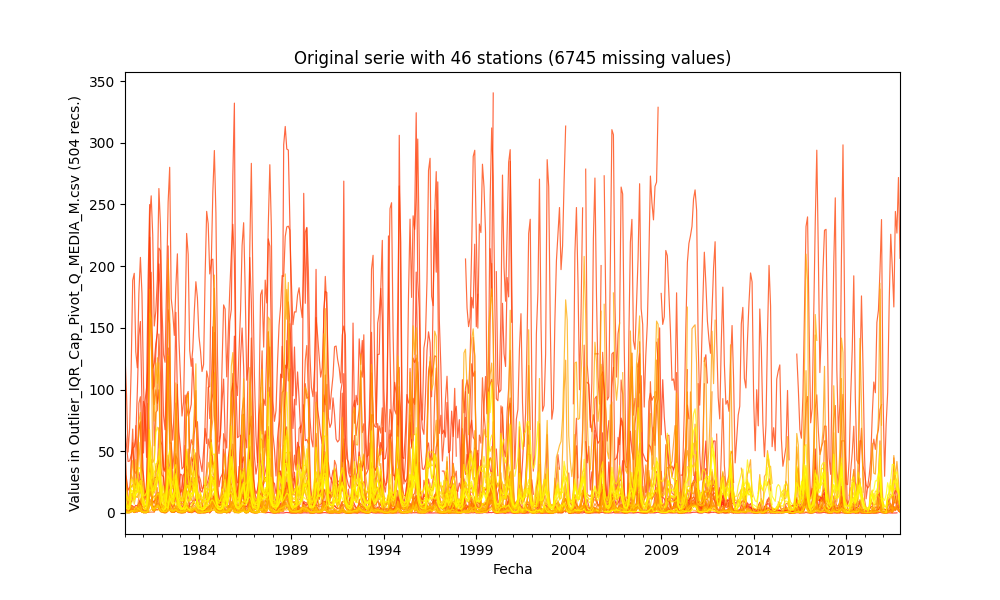 Original serie with 46 stations (6745 missing values)
Values in Outlier_IQR_Cap_Pivot_Q_MEDIA_M.csv (504 recs.)
350
300
250
200
150
100
50
0
1984 1989 1994 1999 2004 2009 2014 2019
Fecha